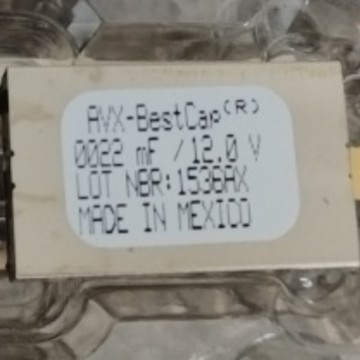 AVX-BestCap(R)
0022 mF /12.0 V
LOT NBR:1536AX
MADE IN MEXICO